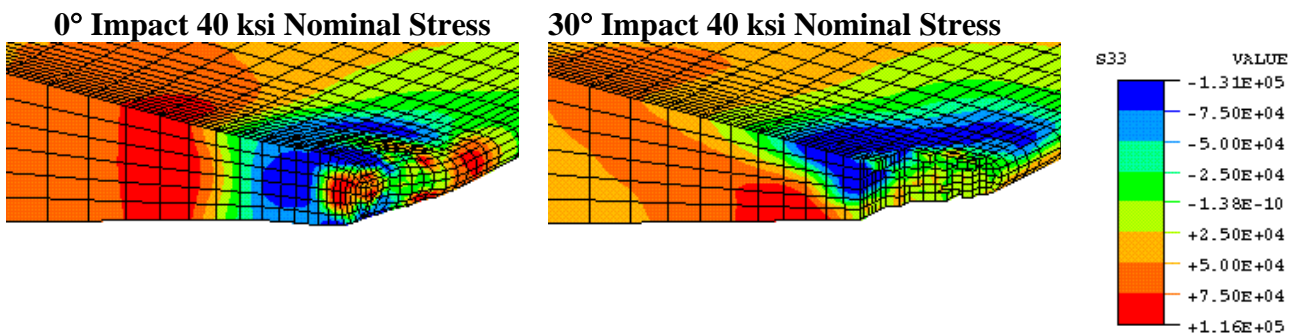 0° Impact 40 ksi Nominal Stress
30° Impact 40 ksi Nominal Stress
S33 VALUE
-1.31E+05
-7.50E+04
-5.00E+04
-2.50E+04
-1.38E-10
+2.50E+04
+5.00E+04
+7.50E+04
+1.16E+05